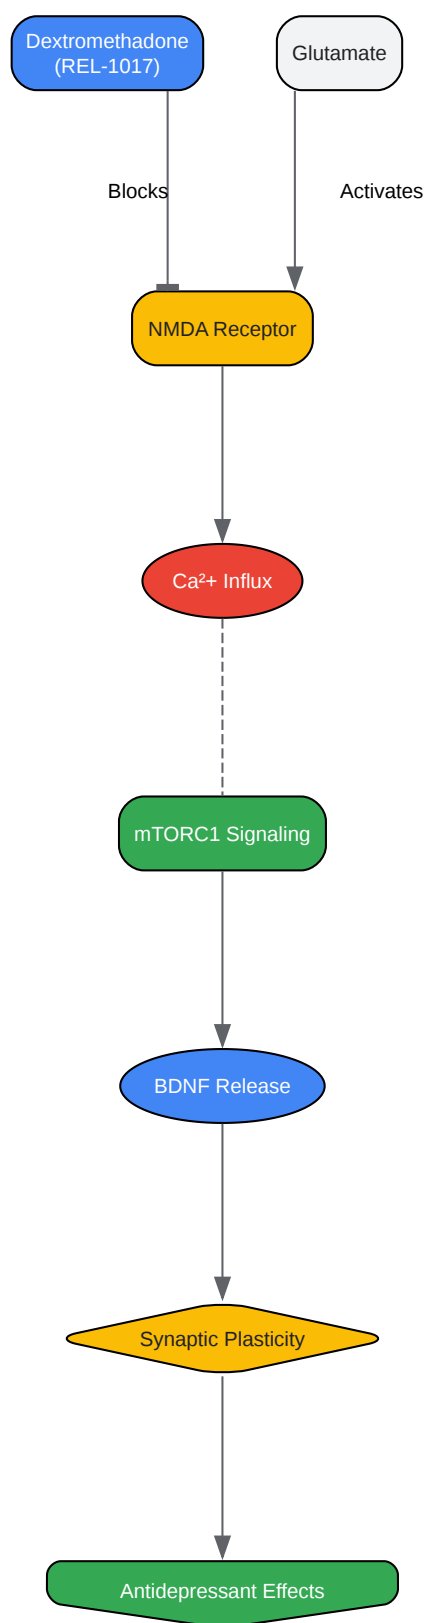 Dextromethadone
(REL-1017)
Glutamate
Blocks
Activates
NMDA Receptor
Ca²+ Influx
mTORC1 Signaling
BDNF Release
Synaptic Plasticity
Antidepressant Effects